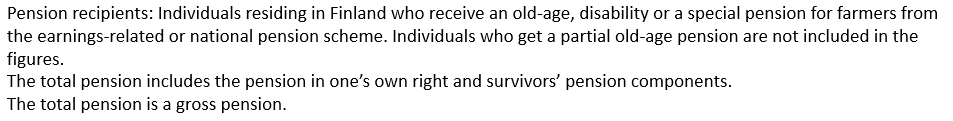 Pension recipients: Individuals residing in Finland who receive an old-age, disability or a special pension for farmers from
the earnings-related or national pension scheme. Individuals who get a partial old-age pension are not included in the
figures.
The total pension includes the pension in one’s own right and survivors’ pension components.
The total pension is a gross pension.